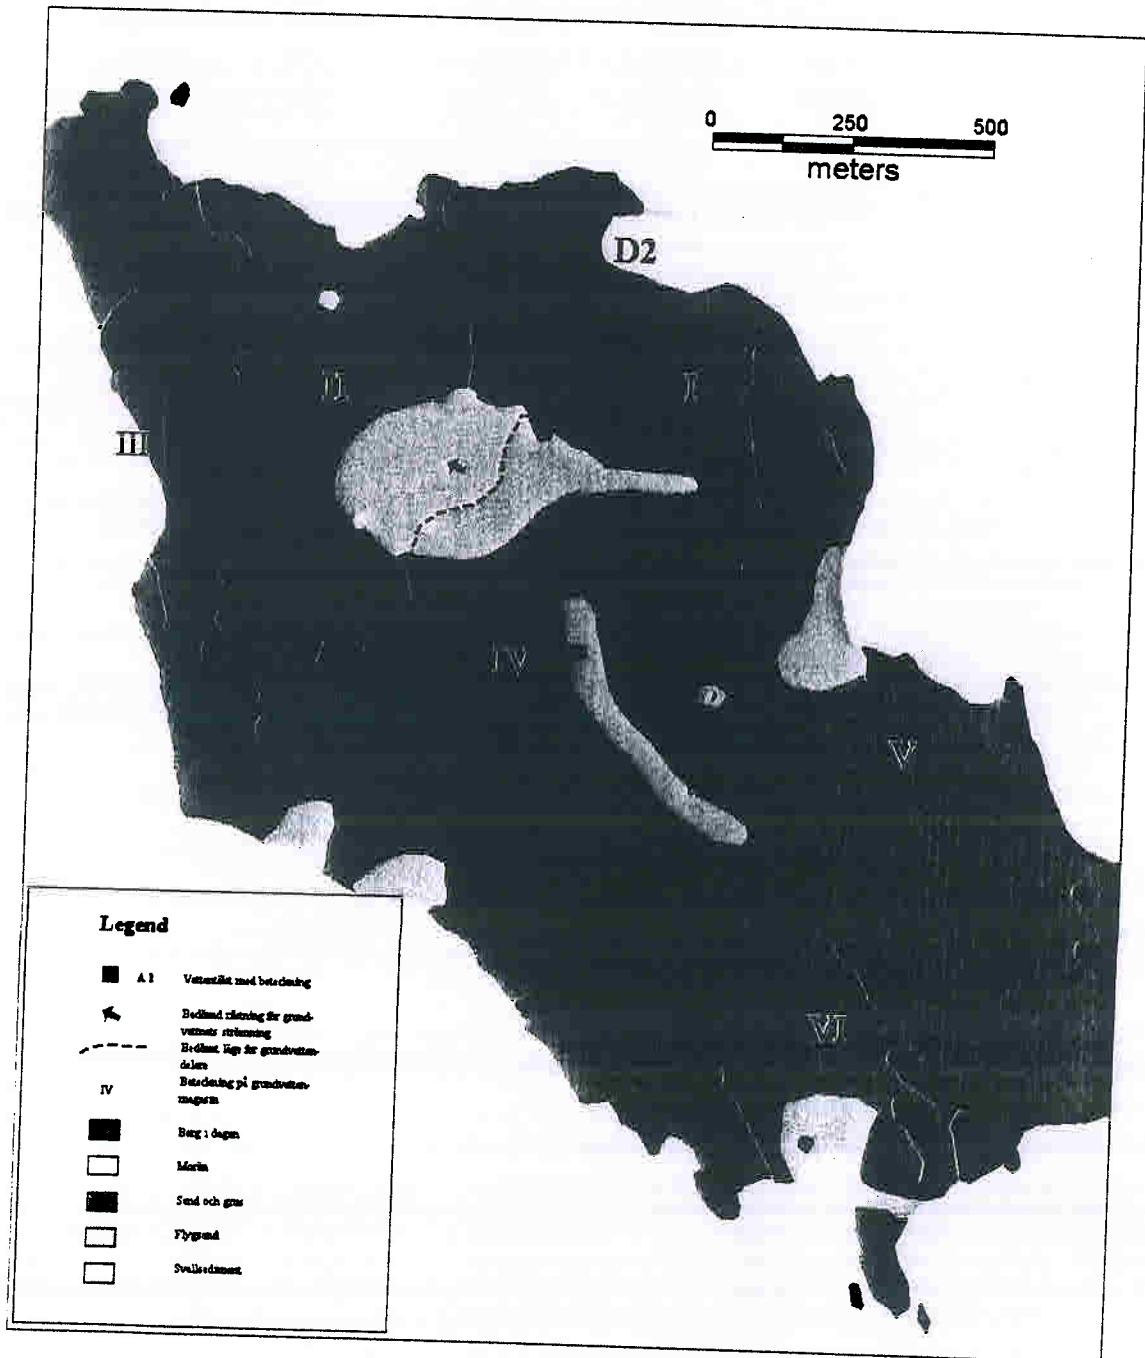 0 250 500
meters
D2
II
I
III
IV
V
VI
Legend
A 1 Vattentäkt med beteckning
Bedömd riktning för grund-
vattnets strömning
Bedömt läge för grundvatten-
delare
IV Beteckning på grundvatten-
magasin
Berg i dagen
Morän
Sand och grus
Flygsand
Svallsediment